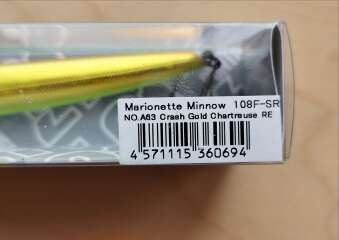 Marionette Minnow 108F-SR
NO.A63 Crash Gold Chartreuse RE
4 571115 360694